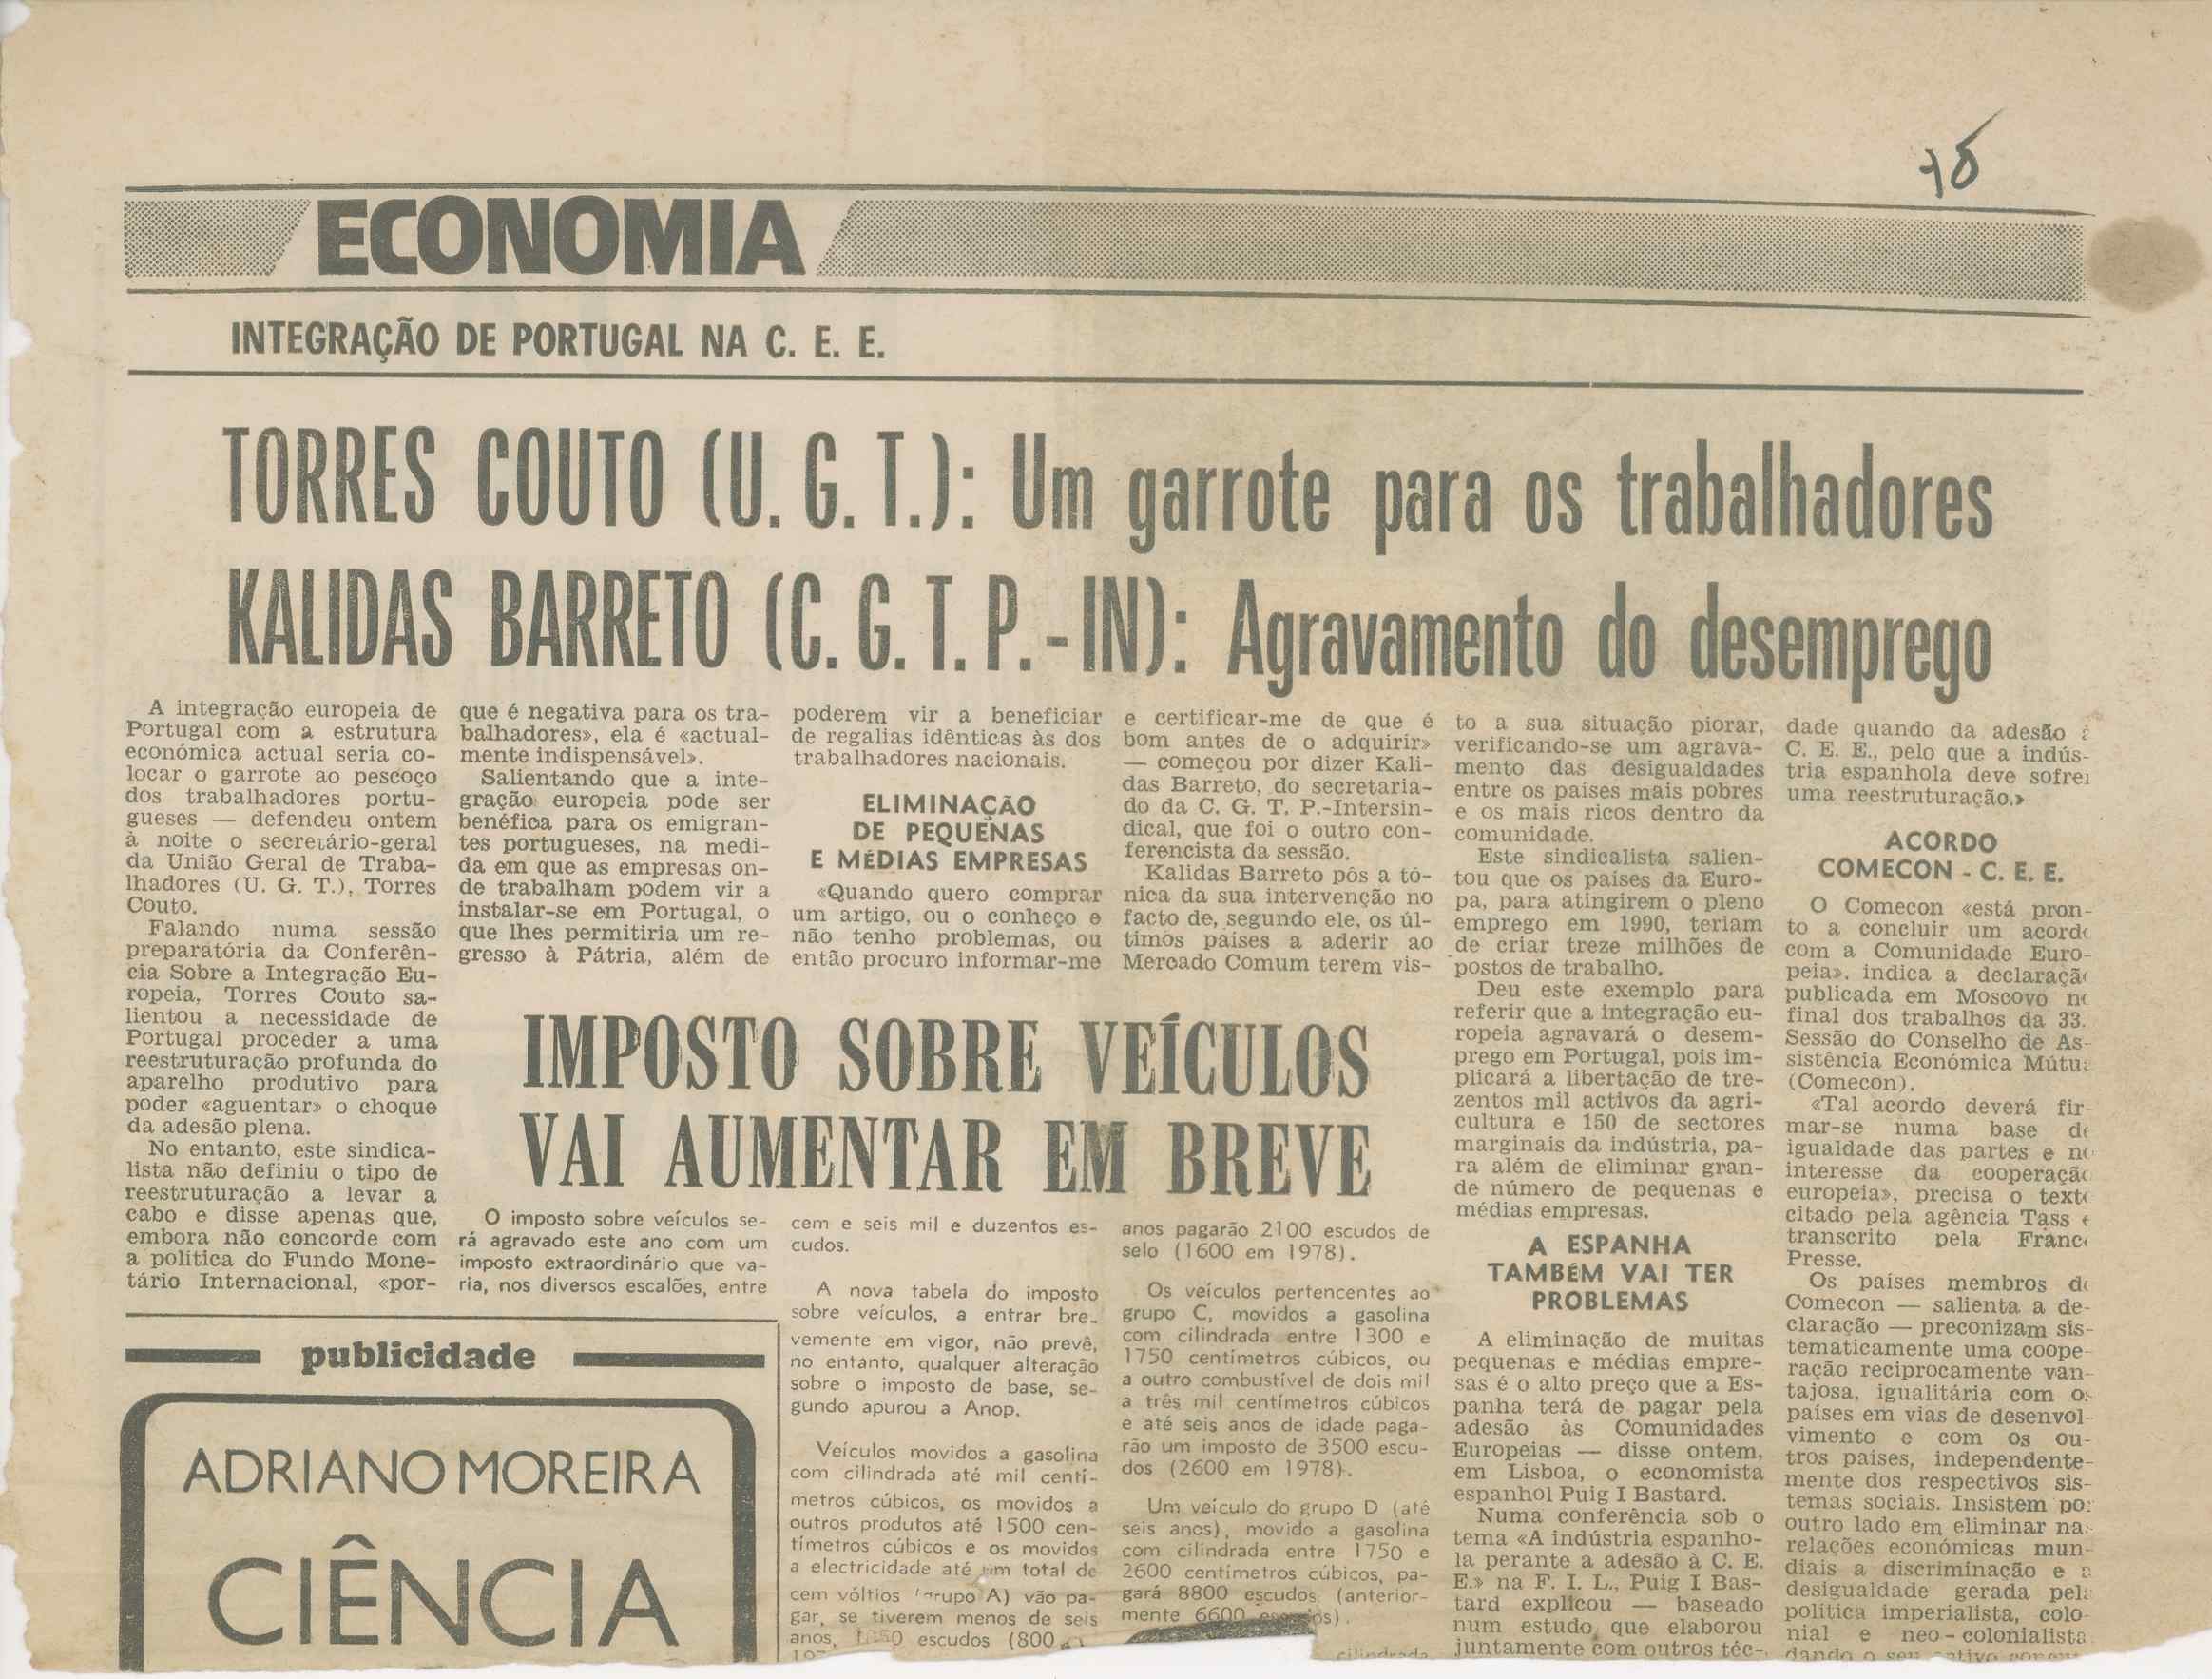 ECONOMIA
INTEGRAÇÃO DE PORTUGAL NA C. E. E.
TORRES COUTO (U. G. T.): Um garrote para os trabalhadores
KALIDAS BARRETO (C. G. T. P. - IN): Agravamento do desemprego
A integração europeia de
Portugal com a estrutura
económica actual seria co-
locar o garrote ao pescoço
dos trabalhadores portu-
gueses — defendeu ontem
à noite o secretário-geral
da União Geral de Traba-
lhadores (U. G. T.), Torres
Couto.
Falando numa sessão
preparatória da Conferên-
cia Sobre a Integração Eu-
ropeia, Torres Couto sa-
lientou a necessidade de
Portugal proceder a uma
reestruturação profunda do
aparelho produtivo para
poder «aguentar» o choque
da adesão plena.
No entanto, este sindica-
lista não definiu o tipo de
reestruturação a levar a
cabo e disse apenas que,
embora não concorde com
a política do Fundo Mone-
tário Internacional, «por-
que é negativa para os tra-
balhadores», ela é «actual-
mente indispensável».
Salientando que a inte-
gração europeia pode ser
benéfica para os emigran-
tes portugueses, na medi-
da em que as empresas on-
de trabalham podem vir a
instalar-se em Portugal, o
que lhes permitiria um re-
gresso à Pátria, além de
poderem vir a beneficiar
de regalias idênticas às dos
trabalhadores nacionais.
ELIMINAÇÃO
DE PEQUENAS
E MÉDIAS EMPRESAS
«Quando quero comprar
um artigo, ou o conheço e
não tenho problemas, ou
então procuro informar-me
e certificar-me de que é
bom antes de o adquirir»
— começou por dizer Kali-
das Barreto, do secretaria-
do da C. G. T. P.-Intersin-
dical, que foi o outro con-
ferencista da sessão.
Kalidas Barreto pôs a tó-
nica da sua intervenção no
facto de, segundo ele, os úl-
timos países a aderir ao
Mercado Comum terem vis-
to a sua situação piorar,
verificando-se um agrava-
mento das desigualdades
entre os países mais pobres
e os mais ricos dentro da
comunidade.
Este sindicalista salien-
tou que os países da Euro-
pa, para atingirem o pleno
emprego em 1990, teriam
de criar treze milhões de
postos de trabalho.
Deu este exemplo para
referir que a integração eu-
ropeia agravará o desem-
prego em Portugal, pois im-
plicará a libertação de tre-
zentos mil activos da agri-
cultura e 150 de sectores
marginais da indústria, pa-
ra além de eliminar gran-
de número de pequenas e
médias empresas.
A ESPANHA
TAMBÉM VAI TER
PROBLEMAS
A eliminação de muitas
pequenas e médias empre-
sas é o alto preço que a Es-
panha terá de pagar pela
adesão às Comunidades
Europeias — disse ontem,
em Lisboa, o economista
espanhol Puig I Bastard.
Numa conferência sob o
tema «A indústria espanho-
la perante a adesão à C. E.
E.» na F. I. L., Puig I Bas-
tard explicou — baseado
num estudo que elaborou
juntamente com outros téc-
dade quando da adesão
C. E. E., pelo que a indús-
tria espanhola deve sofrer
uma reestruturação.»
ACORDO
COMECON - C. E. E.
O Comecon «está pron-
to a concluir um acord
com a Comunidade Euro-
peia», indica a declaraçã
publicada em Moscovo n
final dos trabalhos da 33.
Sessão do Conselho de As-
sistência Económica Mútu
(Comecon).
«Tal acordo deverá fir-
mar-se numa base d
igualdade das partes e n
interesse da cooperaçã
europeia», precisa o text
citado pela agência Tass e
transcrito pela Franc
Presse.
Os países membros d
Comecon — salienta a de-
claração — preconizam sis-
tematicamente uma coope-
ração reciprocamente van-
tajosa, igualitária com o
países em vias de desenvol-
vimento e com os ou-
tros países, independente-
mente dos respectivos sis-
temas sociais. Insistem po
outro lado em eliminar na
relações económicas mun-
diais a discriminação e
desigualdade gerada pel
política imperialista, colo-
nial e neo-colonialista
dando o seu
IMPOSTO SOBRE VEÍCULOS
VAI AUMENTAR EM BREVE
O imposto sobre veículos se-
rá agravado este ano com um
imposto extraordinário que va-
ria, nos diversos escalões, entre
cem e seis mil e duzentos es-
cudos.
A nova tabela do imposto
sobre veículos, a entrar bre-
vemente em vigor, não prevê,
no entanto, qualquer alteração
sobre o imposto de base, se-
gundo apurou a Anop.
Veículos movidos a gasolina
com cilindrada até mil centí-
metros cúbicos, os movidos a
outros produtos até 1500 cen-
tímetros cúbicos e os movidos
a electricidade até um total de
cem vóltios (grupo A) vão pa-
gar, se tiverem menos de seis
anos, escudos (800
anos pagarão 2100 escudos de
selo (1600 em 1978).
Os veículos pertencentes ao
grupo C, movidos a gasolina
com cilindrada entre 1300 e
1750 centímetros cúbicos, ou
a outro combustível de dois mil
a três mil centímetros cúbicos
e até seis anos de idade paga-
rão um imposto de 3500 escu-
dos (2600 em 1978).
Um veículo do grupo D (até
seis anos), movido a gasolina
com cilindrada entre 1750 e
2600 centímetros cúbicos, pa-
gará 8800 escudos (anterior-
mente 6600 escudos).
cilindrada
publicidade
ADRIANO MOREIRA
CIÊNCIA